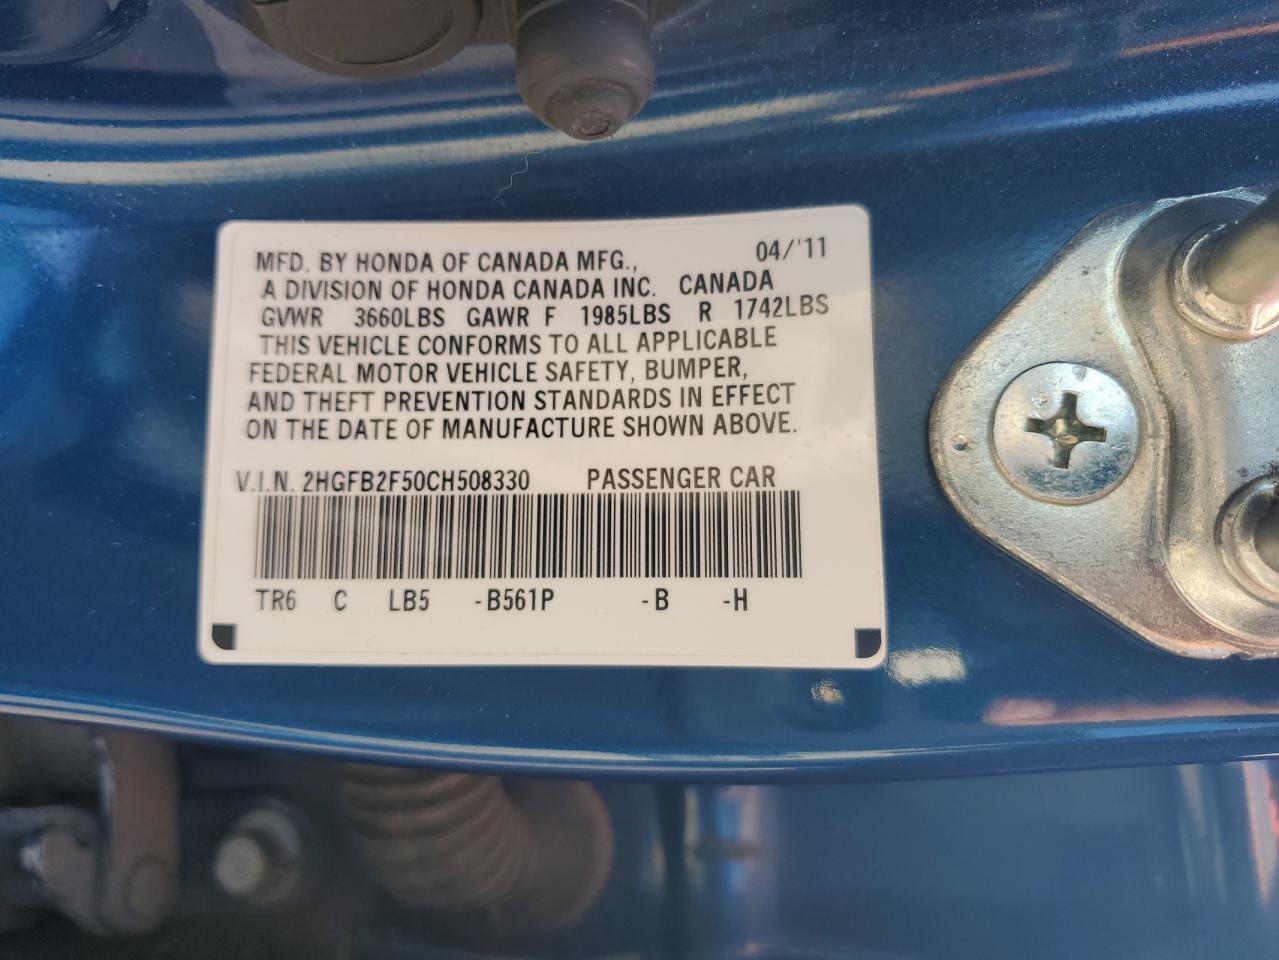 04/'11
MFD. BY HONDA OF CANADA MFG.,
A DIVISION OF HONDA CANADA INC. CANADA
GVWR 3660LBS GAWR F 1985LBS R 1742LBS
THIS VEHICLE CONFORMS TO ALL APPLICABLE
FEDERAL MOTOR VEHICLE SAFETY, BUMPER,
AND THEFT PREVENTION STANDARDS IN EFFECT
ON THE DATE OF MANUFACTURE SHOWN ABOVE.
V.I.N. 2HGFB2F50CH508330 PASSENGER CAR
TR6 C LB5 -B561P -B -H